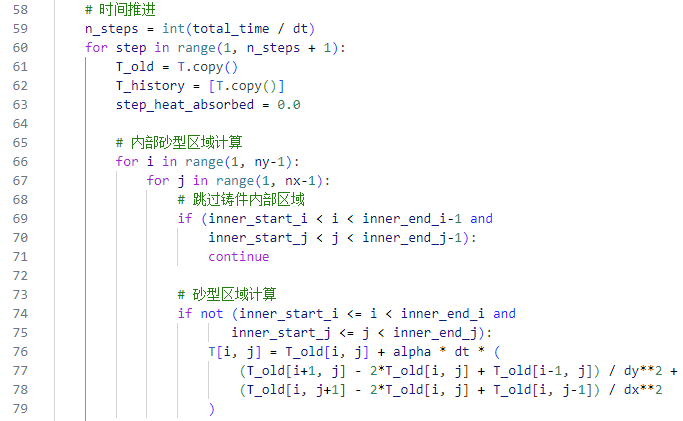 58 # 时间推进
59 n_steps = int(total_time / dt)
60 for step in range(1, n_steps + 1):
61 T_old = T.copy()
62 T_history = [T.copy()]
63 step_heat_absorbed = 0.0
64
65 # 内部砂型区域计算
66 for i in range(1, ny-1):
67 for j in range(1, nx-1):
68 # 跳过铸件内部区域
69 if (inner_start_i < i < inner_end_i-1 and
70 inner_start_j < j < inner_end_j-1):
71 continue
72
73 # 砂型区域计算
74 if not (inner_start_i <= i < inner_end_i and
75 inner_start_j <= j < inner_end_j):
76 T[i, j] = T_old[i, j] + alpha * dt * (
77 (T_old[i+1, j] - 2*T_old[i, j] + T_old[i-1, j]) / dy**2 +
78 (T_old[i, j+1] - 2*T_old[i, j] + T_old[i, j-1]) / dx**2
79 )